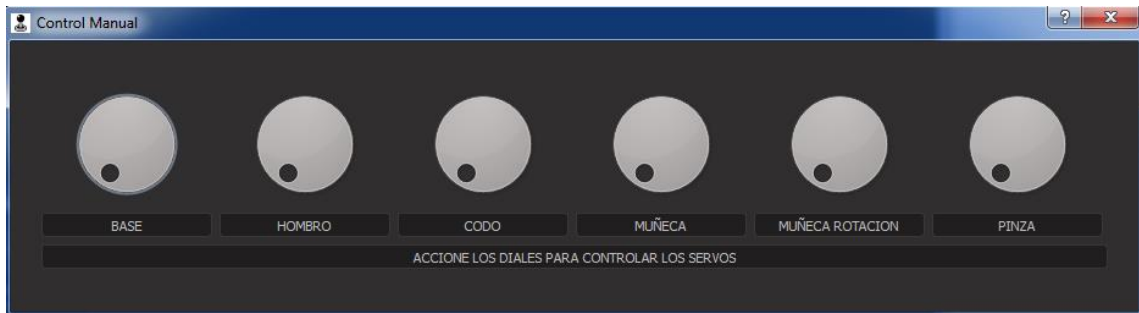 Control Manual
BASE HOMBRO CODO MUÑECA MUÑECA ROTACION PINZA
ACCIONE LOS DIALES PARA CONTROLAR LOS SERVOS